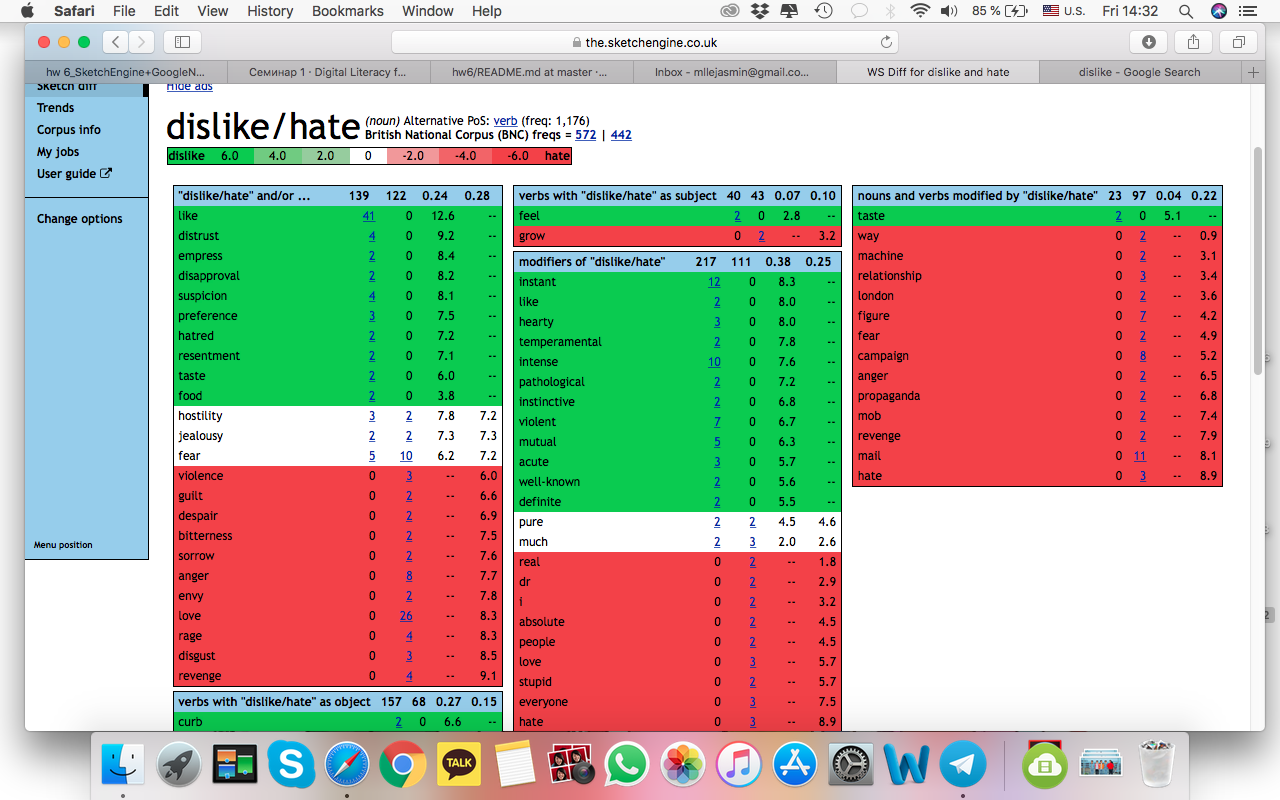 Safari File Edit View History Bookmarks Window Help 85 % U.S. Fri 14:32
the.sketchengine.co.uk
hw 6_SketchEngine+GoogleN... Семинар 1 · Digital Literacy f... hw6/README.md at master ·... Inbox - mllejasmin@gmail.co... WS Diff for dislike and hate dislike - Google Search
Sketch diff
Trends
Corpus info
My jobs
User guide
Change options
Menu position
Hide ads
dislike/hate (noun) Alternative PoS: verb (freq: 1,176)
British National Corpus (BNC) freqs = 572 | 442
dislike 6.0 4.0 2.0 0 -2.0 -4.0 -6.0 hate
"dislike/hate" and/or ... 139 122 0.24 0.28
like 41 0 12.6 --
distrust 4 0 9.2 --
empress 2 0 8.4 --
disapproval 2 0 8.2 --
suspicion 4 0 8.1 --
preference 3 0 7.5 --
hatred 2 0 7.2 --
resentment 2 0 7.1 --
taste 2 0 6.0 --
food 2 0 3.8 --
hostility 3 2 7.8 7.2
jealousy 2 2 7.3 7.3
fear 5 10 6.2 7.2
violence 0 3 -- 6.0
guilt 0 2 -- 6.6
despair 0 2 -- 6.9
bitterness 0 2 -- 7.5
sorrow 0 2 -- 7.6
anger 0 8 -- 7.7
envy 0 2 -- 7.8
love 0 26 -- 8.3
rage 0 4 -- 8.3
disgust 0 3 -- 8.5
revenge 0 4 -- 9.1
verbs with "dislike/hate" as object 157 68 0.27 0.15
curb 2 0 6.6 --
verbs with "dislike/hate" as subject 40 43 0.07 0.10
feel 2 0 2.8 --
grow 0 2 -- 3.2
modifiers of "dislike/hate" 217 111 0.38 0.25
instant 12 0 8.3 --
like 2 0 8.0 --
hearty 3 0 8.0 --
temperamental 2 0 7.8 --
intense 10 0 7.6 --
pathological 2 0 7.2 --
instinctive 2 0 6.8 --
violent 7 0 6.7 --
mutual 5 0 6.3 --
acute 3 0 5.7 --
well-known 2 0 5.6 --
definite 2 0 5.5 --
pure 2 2 4.5 4.6
much 2 3 2.0 2.6
real 0 2 -- 1.8
dr 0 2 -- 2.9
i 0 2 -- 3.2
absolute 0 2 -- 4.5
people 0 2 -- 4.5
love 0 3 -- 5.7
stupid 0 2 -- 5.7
everyone 0 3 -- 7.5
hate 0 3 -- 8.9
nouns and verbs modified by "dislike/hate" 23 97 0.04 0.22
taste 2 0 5.1 --
way 0 2 -- 0.9
machine 0 2 -- 3.1
relationship 0 3 -- 3.4
london 0 2 -- 3.6
figure 0 7 -- 4.2
fear 0 2 -- 4.9
campaign 0 8 -- 5.2
anger 0 2 -- 6.5
propaganda 0 2 -- 6.8
mob 0 2 -- 7.4
revenge 0 2 -- 7.9
mail 0 11 -- 8.1
hate 0 3 -- 8.9
TALK